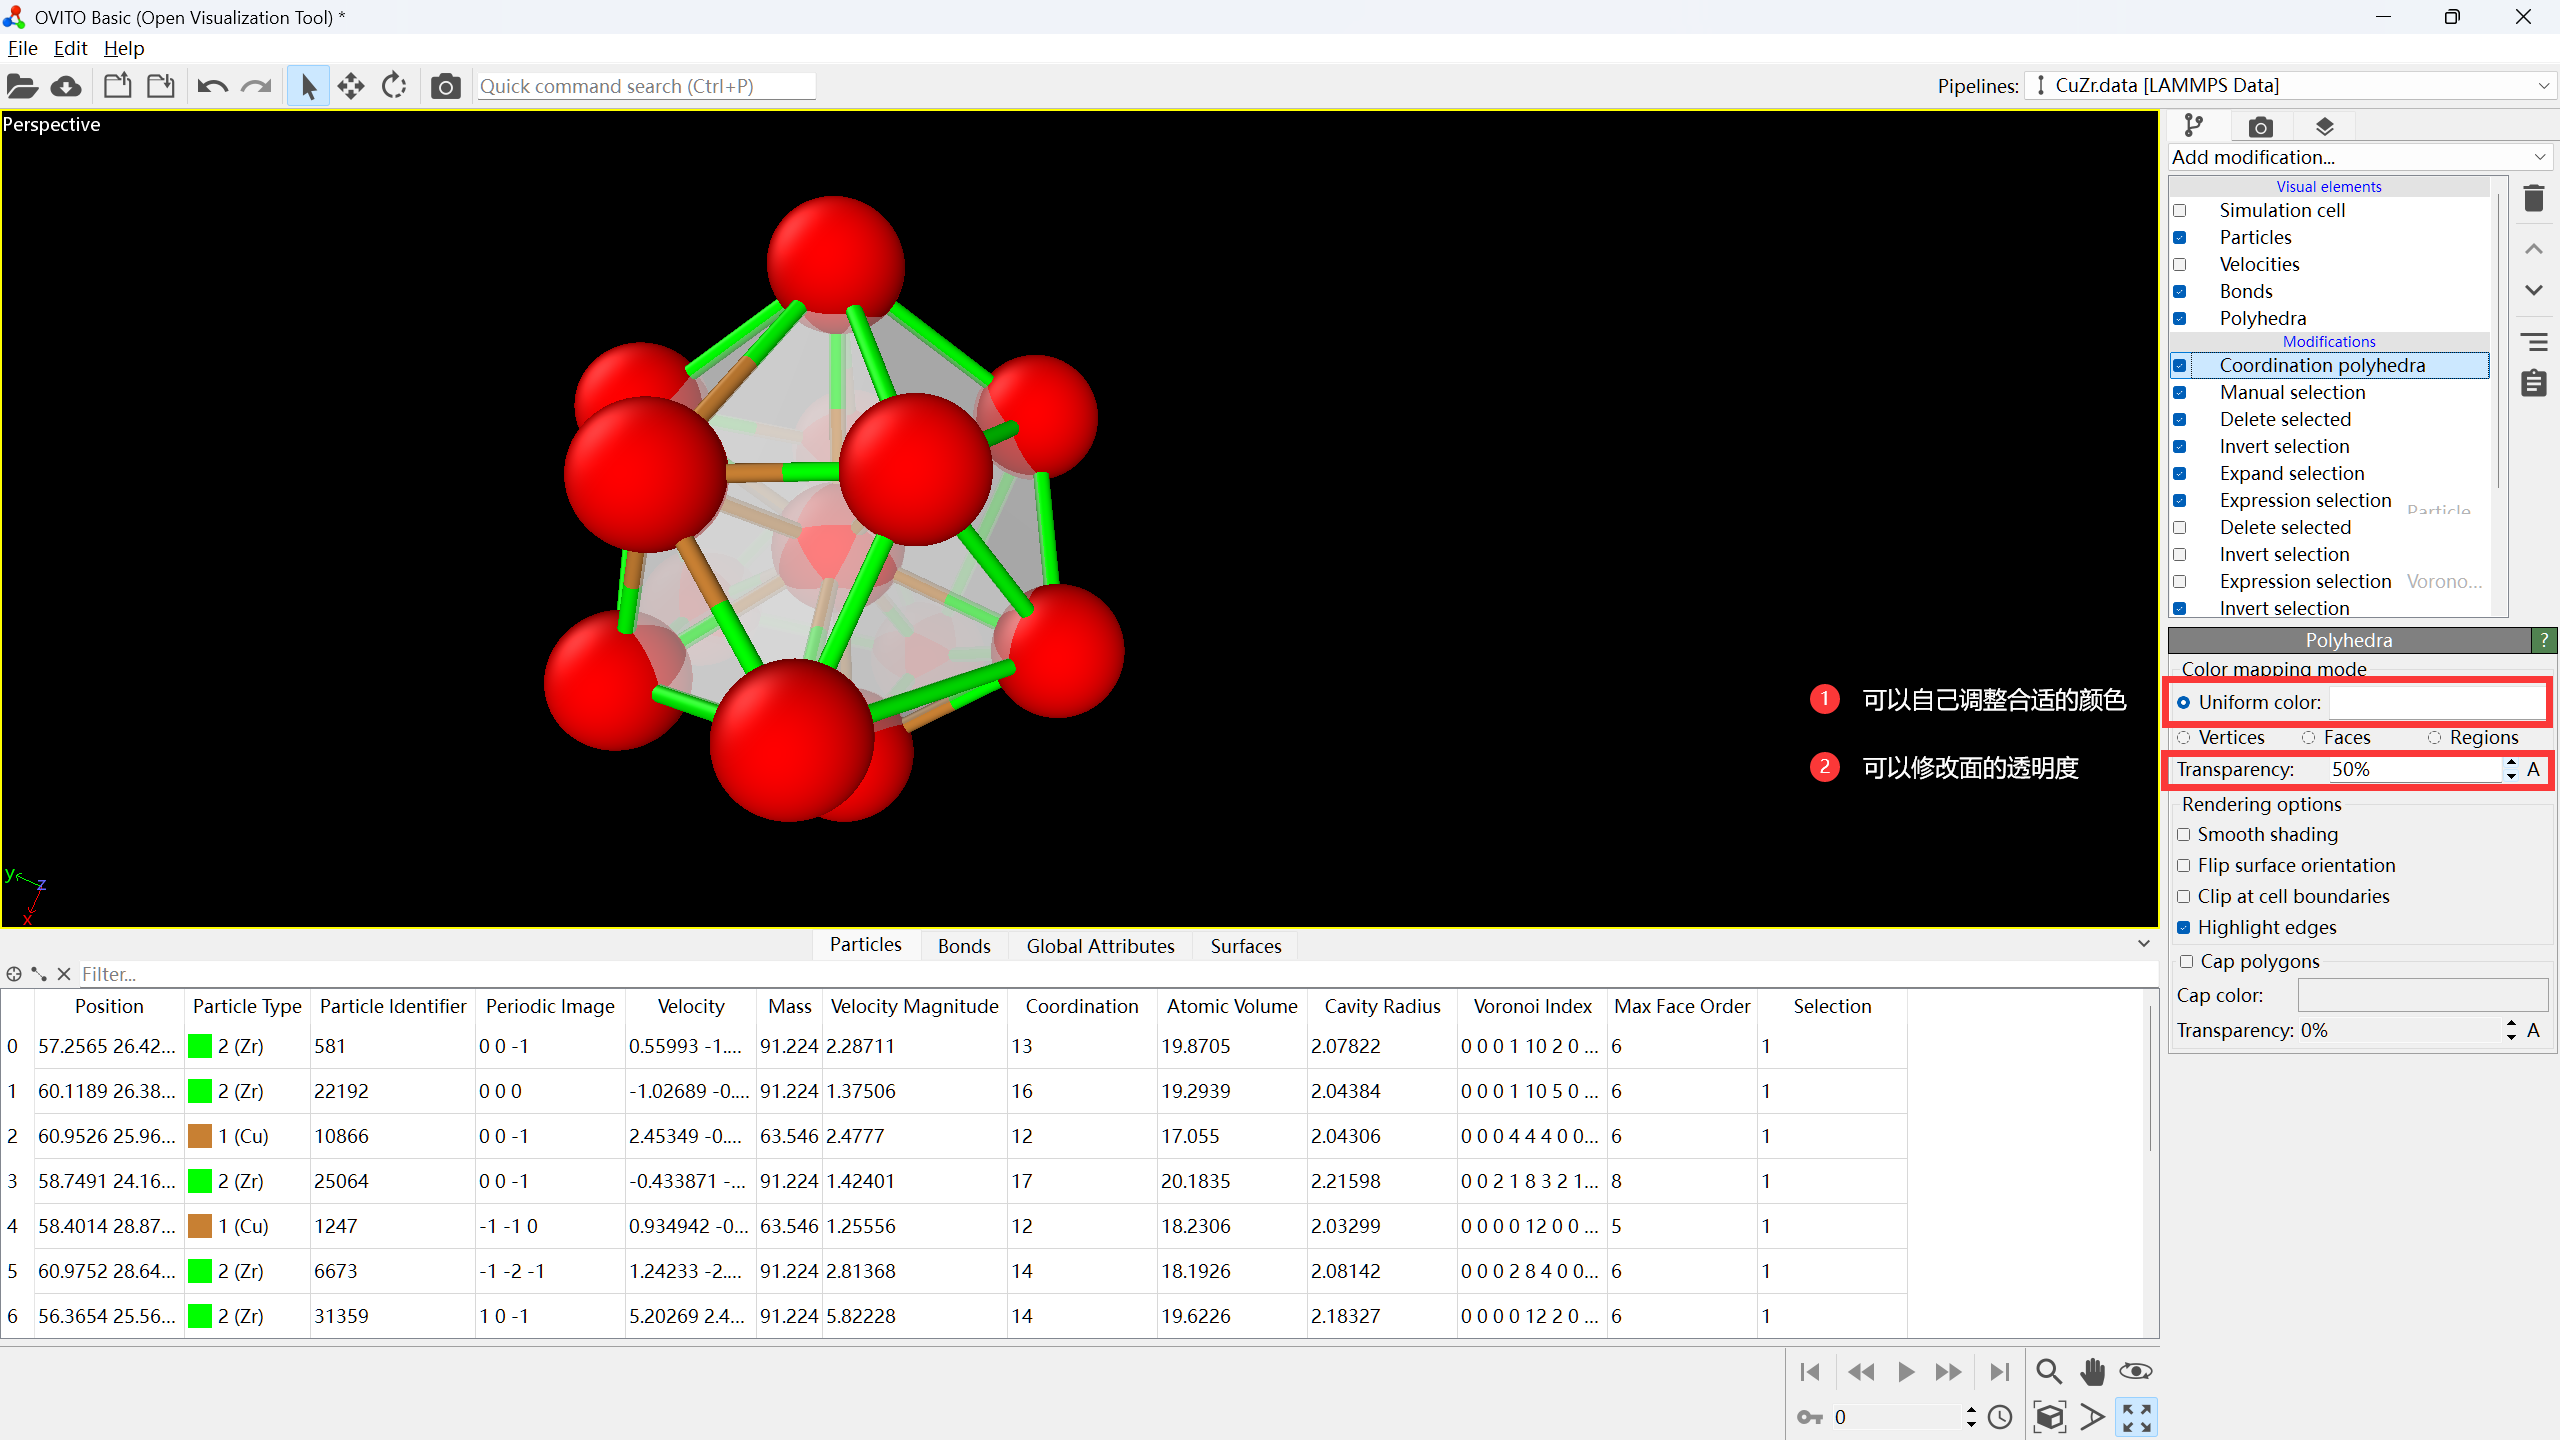 OVITO Basic (Open Visualization Tool) *
File Edit Help
Quick command search (Ctrl+P)
Pipelines: CuZr.data [LAMMPS Data]
Perspective
Add modification...
Visual elements
Simulation cell
Particles
Velocities
Bonds
Polyhedra
Modifications
Coordination polyhedra
Manual selection
Delete selected
Invert selection
Expand selection
Expression selection Particle
Delete selected
Invert selection
Expression selection Vorono...
Invert selection
Polyhedra ?
Color mapping mode
Uniform color:
Vertices Faces Regions
Transparency: 50% A
Rendering options
Smooth shading
Flip surface orientation
Clip at cell boundaries
Highlight edges
Cap polygons
Cap color:
Transparency: 0% A
1 可以自己调整合适的颜色
2 可以修改面的透明度
y z
x
Particles Bonds Global Attributes Surfaces
Filter...
Position Particle Type Particle Identifier Periodic Image Velocity Mass Velocity Magnitude Coordination Atomic Volume Cavity Radius Voronoi Index Max Face Order Selection
0 57.2565 26.42... 2 (Zr) 581 0 0 -1 0.55993 -1.... 91.224 2.28711 13 19.8705 2.07822 0 0 0 1 10 2 0 ... 6 1
1 60.1189 26.38... 2 (Zr) 22192 0 0 0 -1.02689 -0.... 91.224 1.37506 16 19.2939 2.04384 0 0 0 1 10 5 0 ... 6 1
2 60.9526 25.96... 1 (Cu) 10866 0 0 -1 2.45349 -0.... 63.546 2.4777 12 17.055 2.04306 0 0 0 4 4 4 0 0... 6 1
3 58.7491 24.16... 2 (Zr) 25064 0 0 -1 -0.433871 -... 91.224 1.42401 17 20.1835 2.21598 0 0 2 1 8 3 2 1... 8 1
4 58.4014 28.87... 1 (Cu) 1247 -1 -1 0 0.934942 -0... 63.546 1.25556 12 18.2306 2.03299 0 0 0 0 12 0 0 ... 5 1
5 60.9752 28.64... 2 (Zr) 6673 -1 -2 -1 1.24233 -2.... 91.224 2.81368 14 18.1926 2.08142 0 0 0 2 8 4 0 0... 6 1
6 56.3654 25.56... 2 (Zr) 31359 1 0 -1 5.20269 2.4... 91.224 5.82228 14 19.6226 2.18327 0 0 0 0 12 2 0 ... 6 1
0